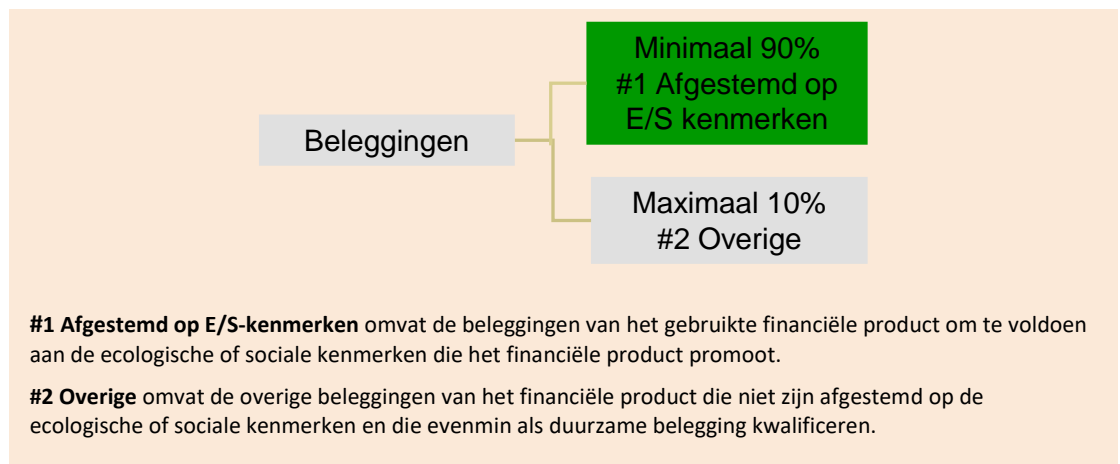 Minimaal 90%
#1 Afgestemd op
E/S kenmerken
Beleggingen
Maximaal 10%
#2 Overige
#1 Afgestemd op E/S-kenmerken omvat de beleggingen van het gebruikte financiële product om te voldoen
aan de ecologische of sociale kenmerken die het financiële product promoot.
#2 Overige omvat de overige beleggingen van het financiële product die niet zijn afgestemd op de
ecologische of sociale kenmerken en die evenmin als duurzame belegging kwalificeren.